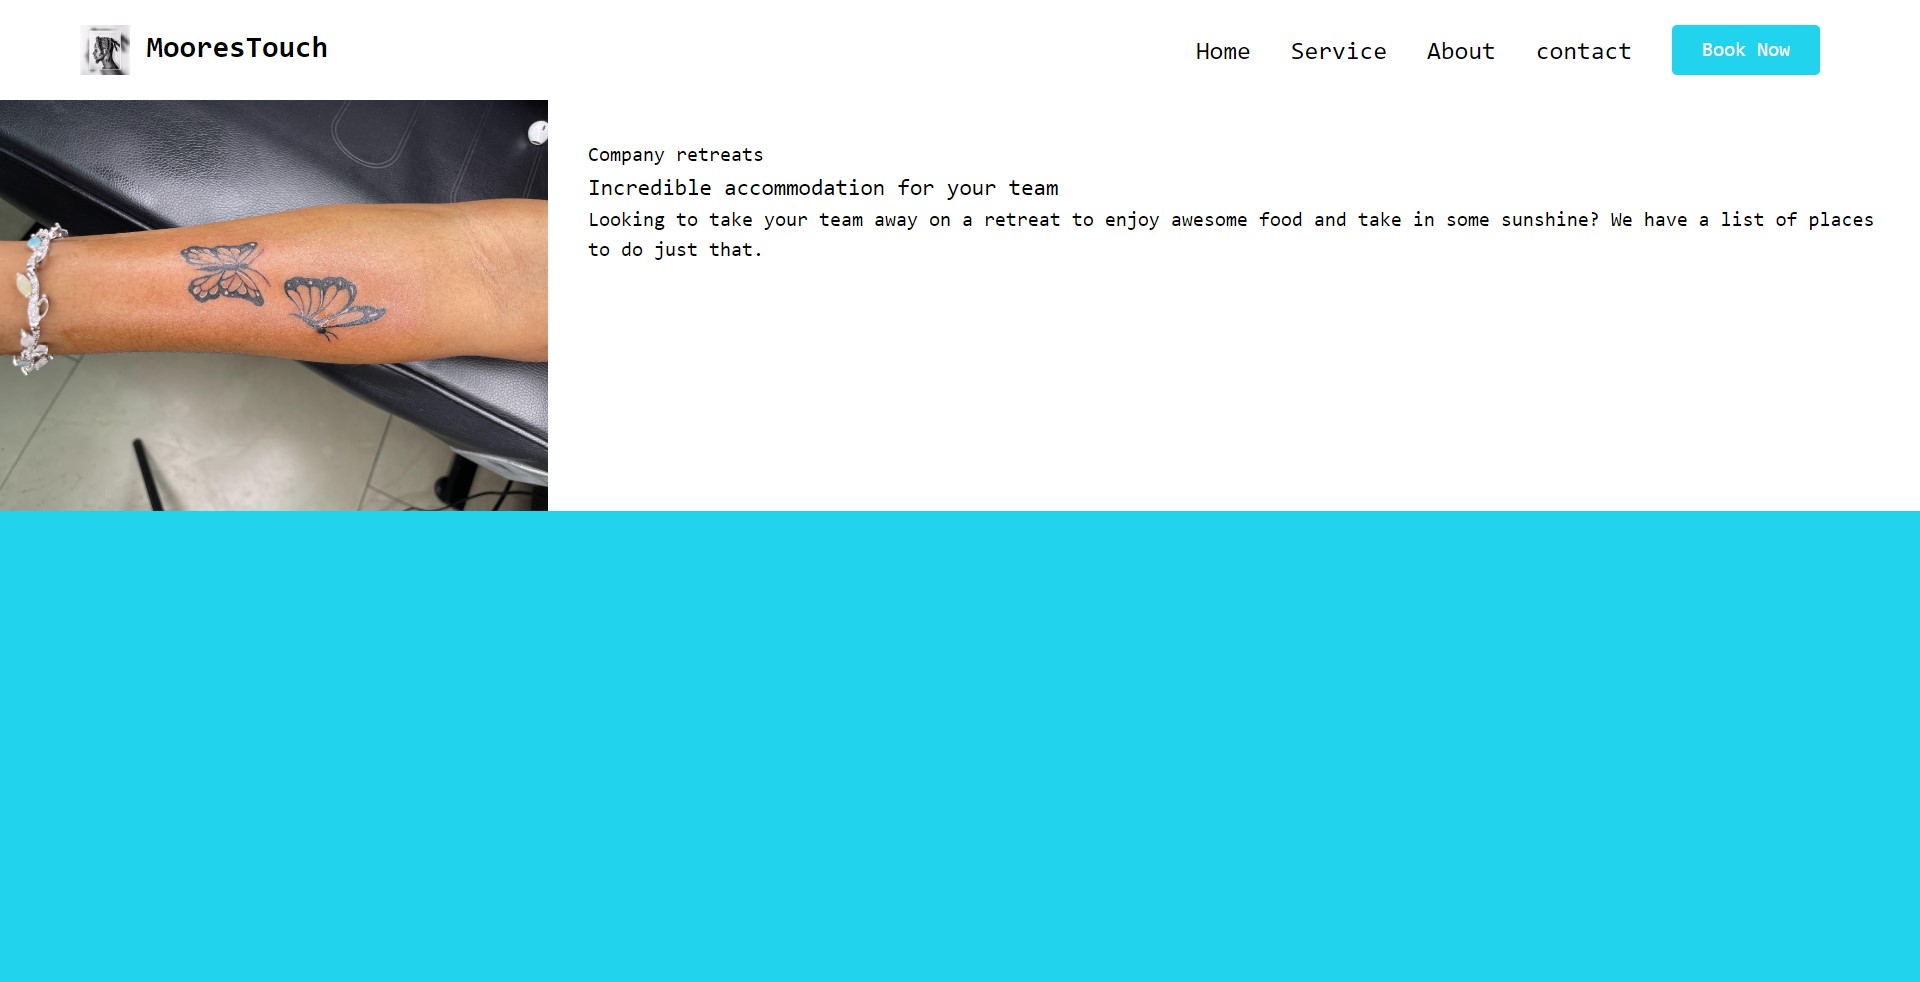 MooresTouch
Home Service About contact Book Now
Company retreats
Incredible accommodation for your team
Looking to take your team away on a retreat to enjoy awesome food and take in some sunshine? We have a list of places
to do just that.